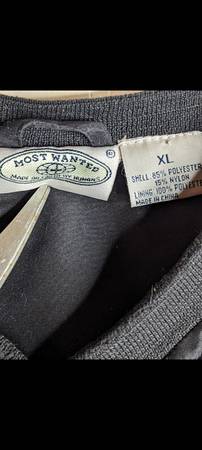 MOST WANTED
®
XL
SHELL: 85% POLYESTER
15% NYLON
LINING: 100% POLYESTER
MADE IN CHINA